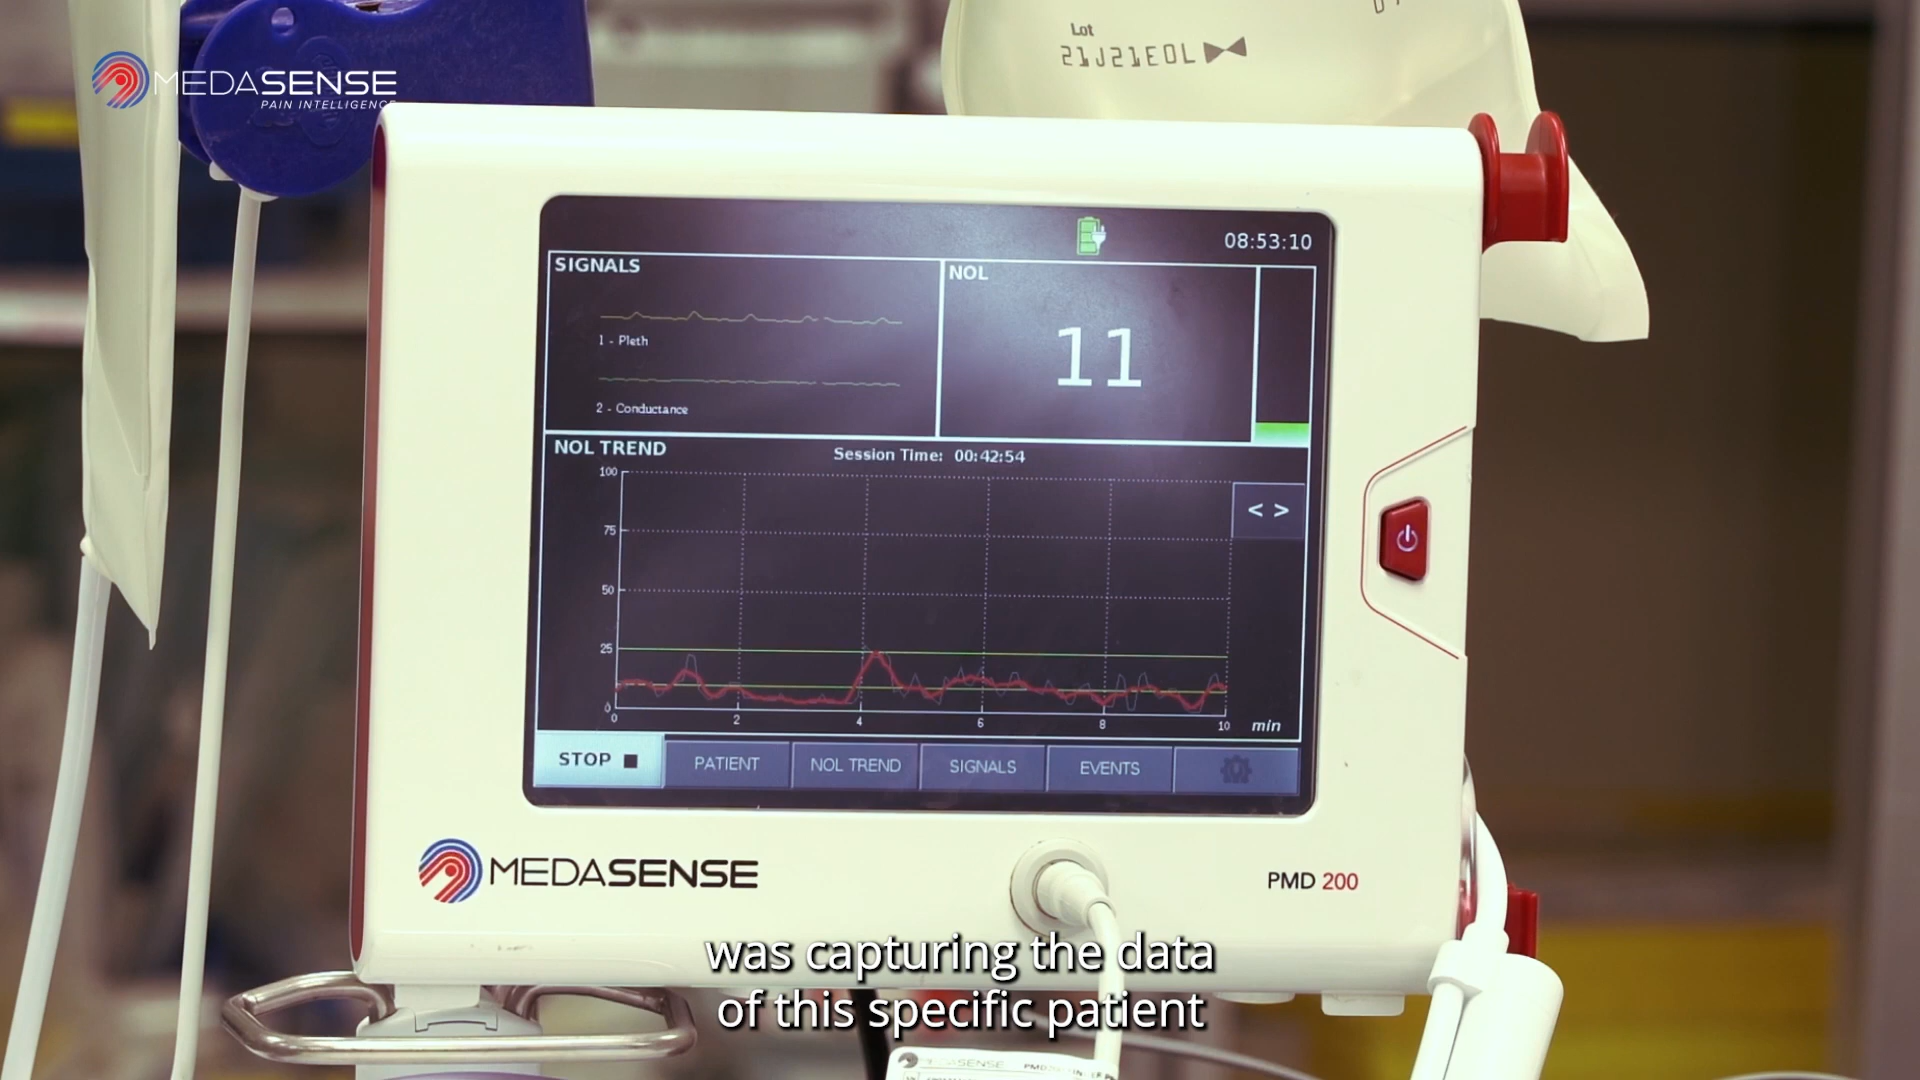 MEDASENSE
PAIN INTELLIGENCE
Lot
21J21EOL
08:53:10
SIGNALS
NOL
11
1 - Pleth
2 - Conductance
NOL TREND
Session Time: 00:42:54
100
75
50
25
0
0 2 4 6 8 10 min
< >
STOP
PATIENT
NOL TREND
SIGNALS
EVENTS
MEDASENSE
PMD 200
was capturing the data
of this specific patient
MEDASENSE